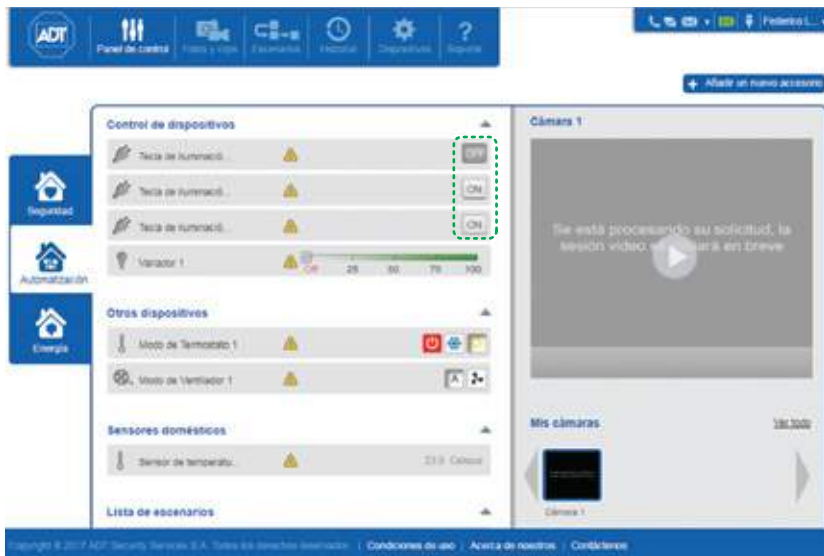 ADT
Panel de control
Fotos y clips
Escenarios
Historial
Dispositivos
Soporte
Federico L...
+ Añadir un nuevo accesorio
Seguridad
Automatización
Energía
Control de dispositivos
Tecla de iluminació... OFF
Tecla de iluminació... ON
Tecla de iluminació... ON
Variador 1
Off 25 50 75 100
Otros dispositivos
Modo de Termostato 1
Modo de Ventilador 1 A
Sensores domésticos
Sensor de temperatu... Celsius
Lista de escenarios
Cámara 1
Se está procesando su solicitud, la
sesión video en breve
Mis cámaras Ver todo
Cámara 1
Copyright © 2017 ADT Security Services S.A. Todos los derechos reservados. | Condiciones de uso | Acerca de nosotros | Contáctenos